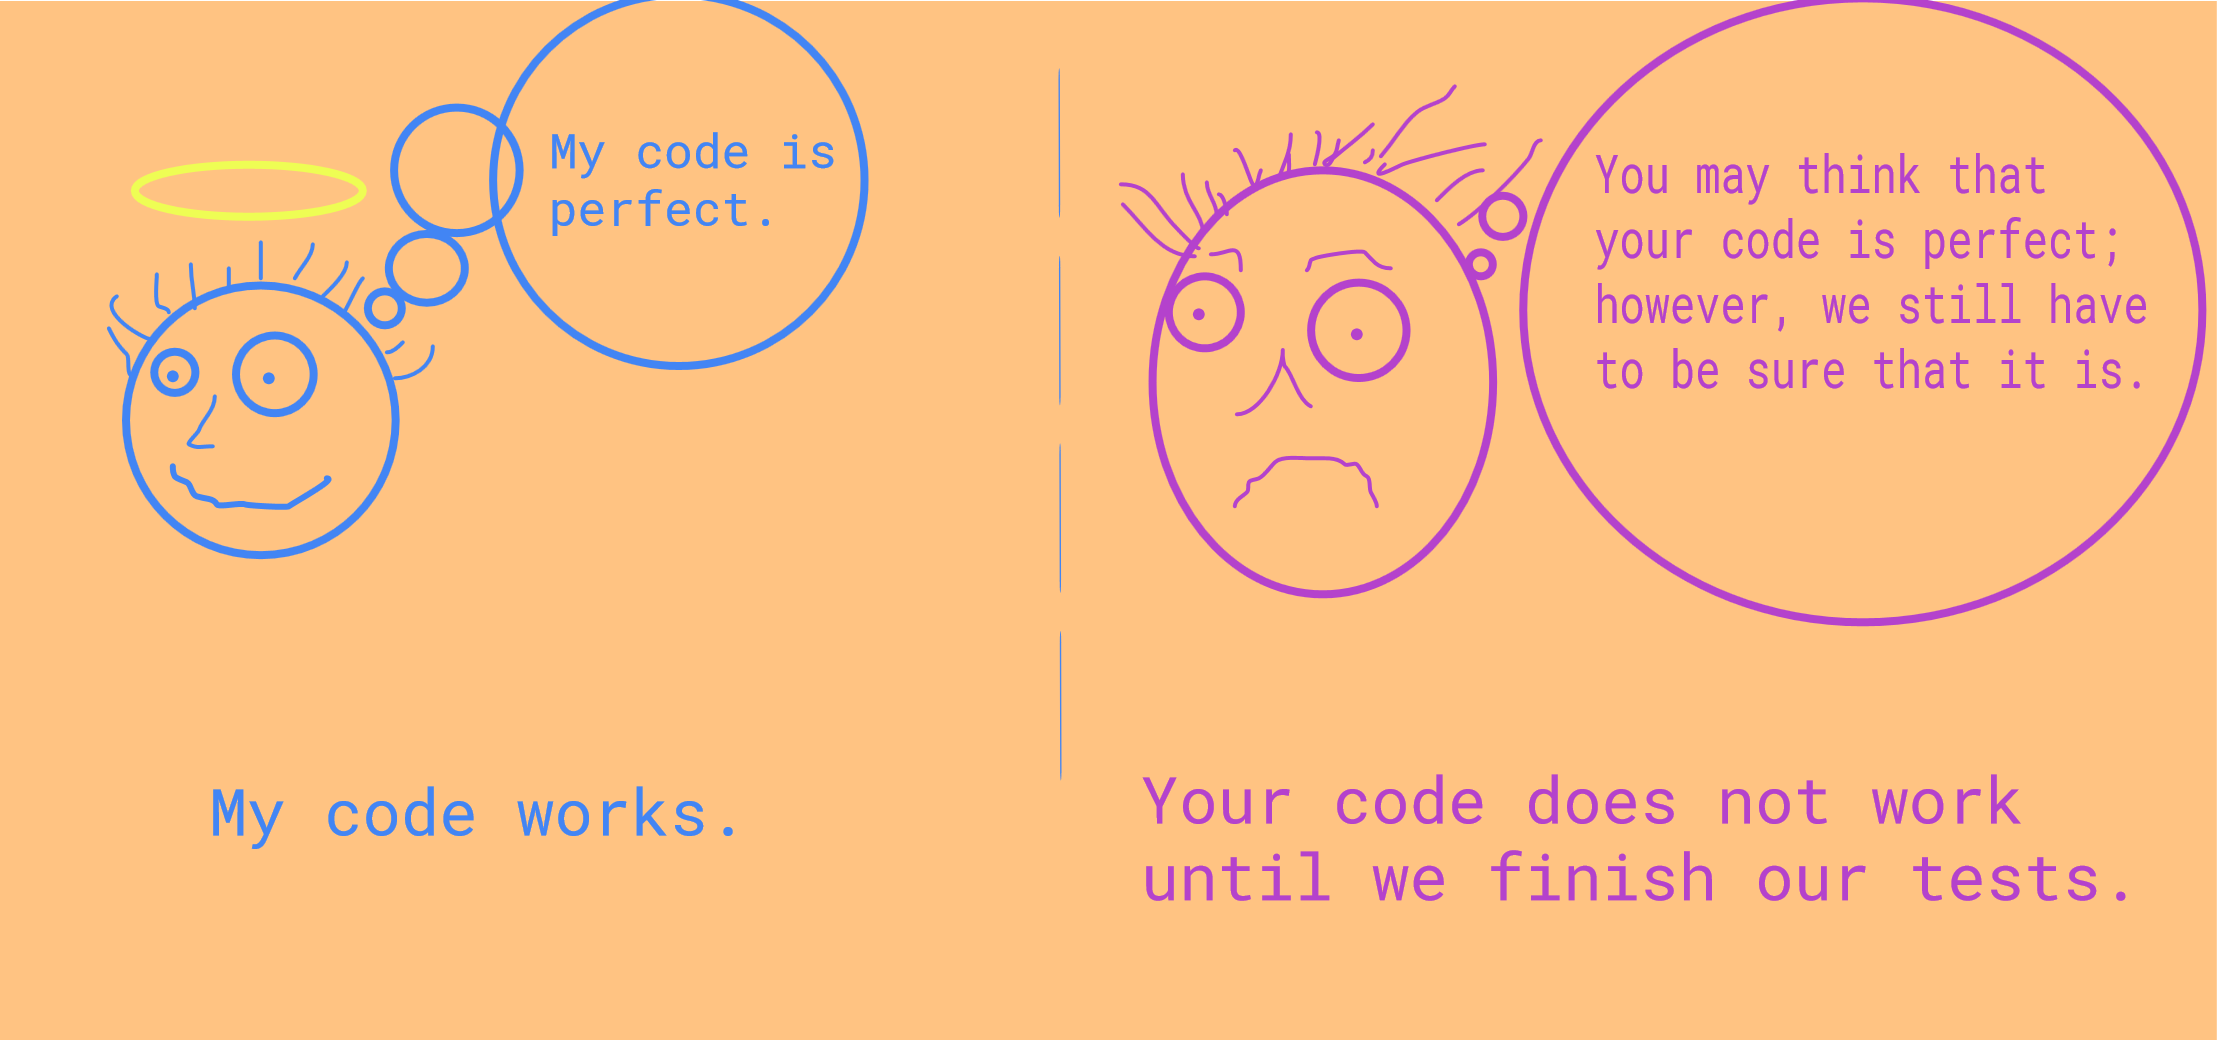 My code is
perfect.
You may think that
your code is perfect;
however, we still have
to be sure that it is.
My code works.
Your code does not work
until we finish our tests.